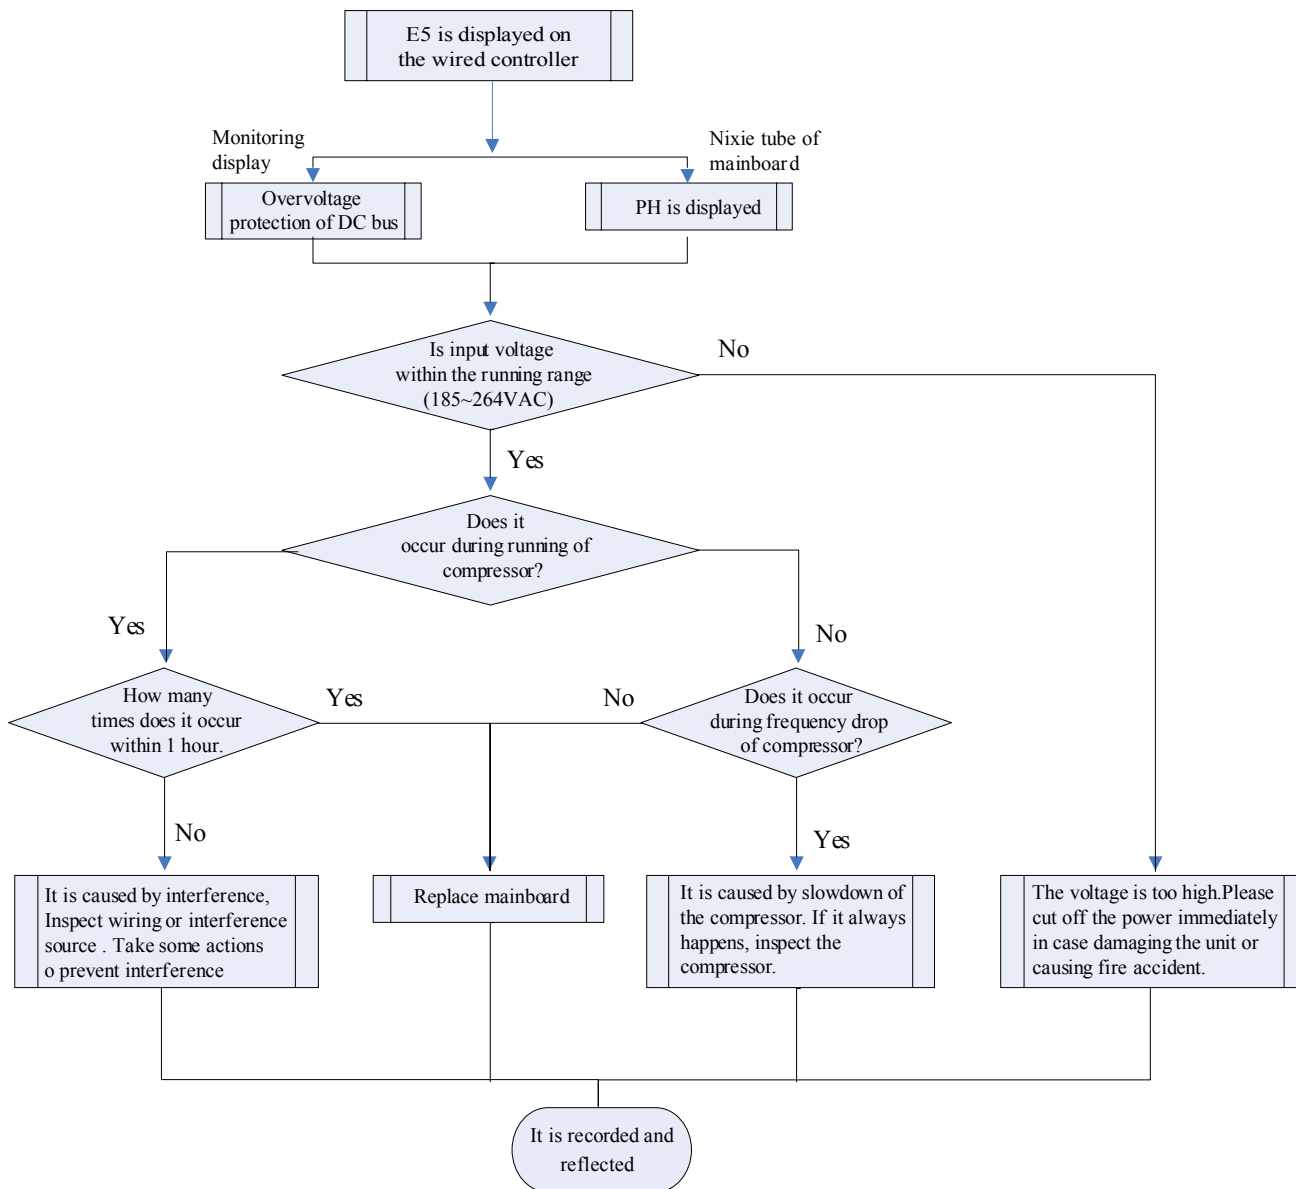 E5 is displayed on
the wired controller
Monitoring
display
Nixie tube of
mainboard
Overvoltage
protection of DC bus
PH is displayed
Is input voltage
within the running range
(185~264VAC)
No
Yes
Does it
occur during running of
compressor?
Yes
No
How many
times does it occur
within 1 hour.
Yes
No
Does it occur
during frequency drop
of compressor?
No
Yes
It is caused by interference,
Inspect wiring or interference
source . Take some actions
o prevent interference
Replace mainboard
It is caused by slowdown of
the compressor. If it always
happens, inspect the
compressor.
The voltage is too high.Please
cut off the power immediately
in case damaging the unit or
causing fire accident.
It is recorded and
reflected